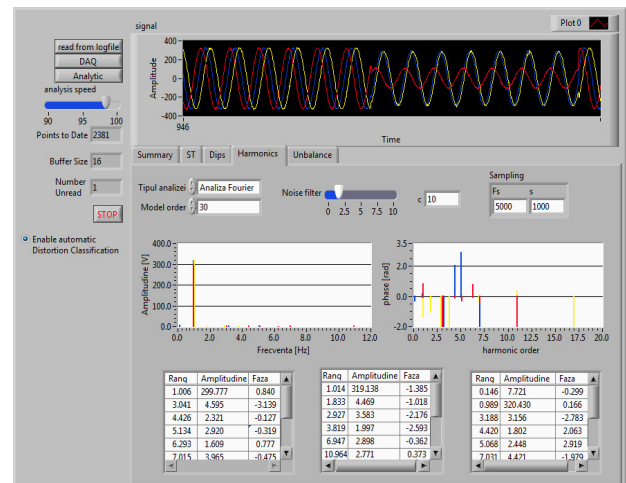 signal
Plot 0
read from logfile
DAQ
Analytic
analysis speed
90 95 100
Points to Date 2381
Buffer Size 16
Number
Unread 1
STOP
Enable automatic
Distortion Classification
Amplitude
400
200
0
-200
-400
946
Time
Summary ST Dips Harmonics Unbalance
Tipul analizei Analiza Fourier
Model order 30
Noise filter
0 2.5 5 7.5 10
c 10
Sampling
Fs s
5000 1000
Amplitudine [V]
400.0
300.0
200.0
100.0
0.0
0.0 2.0 4.0 6.0 8.0 10.0 12.0
Frecventa [Hz]
phase [rad]
3.5
2.0
0.0
-2.0
0.0 2.5 5.0 7.5 10.0 12.5 15.0 17.5 20.0
harmonic order
Rang Amplitudine Faza
1.006 299.777 0.840
3.041 4.595 -3.139
4.426 2.321 -0.127
5.134 2.920 -0.319
6.293 1.609 0.777
7.015 3.965 -0.475
Rang Amplitudine Faza
1.014 319.138 -1.385
1.833 4.469 -1.018
2.927 3.583 -2.176
3.819 1.997 -2.593
6.947 2.898 -0.362
10.964 2.771 0.373
Rang Amplitudine Faza
0.146 7.721 -0.299
0.989 320.430 0.166
3.188 3.156 -2.783
4.420 1.802 2.063
5.068 2.448 2.919
7.031 4.421 -1.979